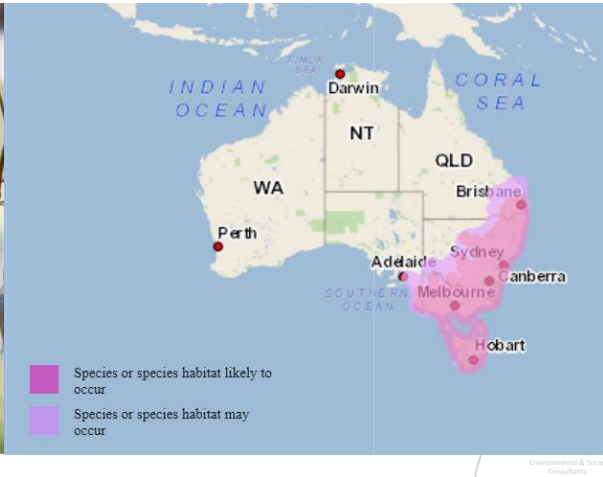 TIMOR
SEA
Darwin
INDIAN
OCEAN
CORAL
SEA
NT
QLD
WA
Brisbane
Perth
Sydney
Adelaide
Canberra
SOUTHERN
OCEAN
Melbourne
Hobart
Species or species habitat likely to
occur
Species or species habitat may
occur
Environmental & Socia
Consultants